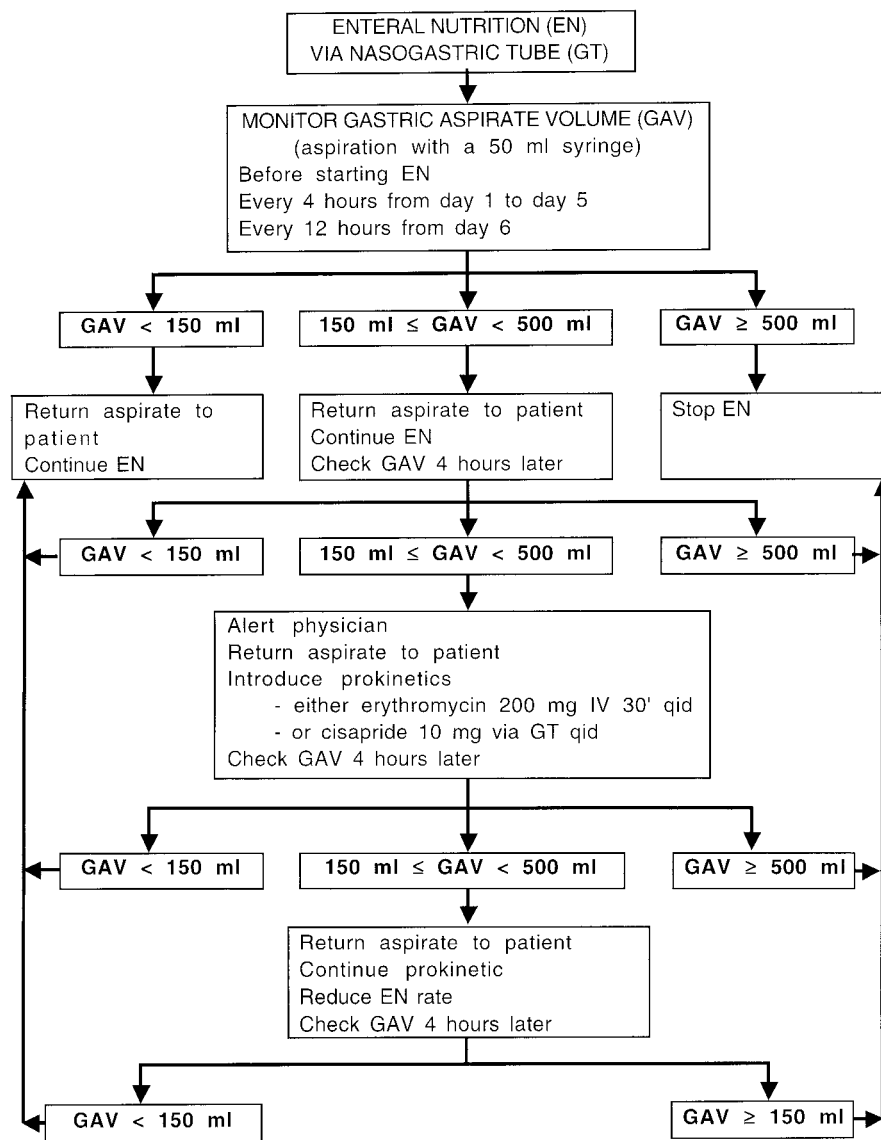 ENTERAL NUTRITION (EN)
VIA NASOGASTRIC TUBE (GT)
MONITOR GASTRIC ASPIRATE VOLUME (GAV)
(aspiration with a 50 ml syringe)
Before starting EN
Every 4 hours from day 1 to day 5
Every 12 hours from day 6
GAV < 150 ml
150 ml ≤ GAV < 500 ml
GAV ≥ 500 ml
Return aspirate to
patient
Continue EN
Return aspirate to patient
Continue EN
Check GAV 4 hours later
Stop EN
GAV < 150 ml
150 ml ≤ GAV < 500 ml
GAV ≥ 500 ml
Alert physician
Return aspirate to patient
Introduce prokinetics
- either erythromycin 200 mg IV 30' qid
- or cisapride 10 mg via GT qid
Check GAV 4 hours later
GAV < 150 ml
150 ml ≤ GAV < 500 ml
GAV ≥ 500 ml
Return aspirate to patient
Continue prokinetic
Reduce EN rate
Check GAV 4 hours later
GAV < 150 ml
GAV ≥ 150 ml